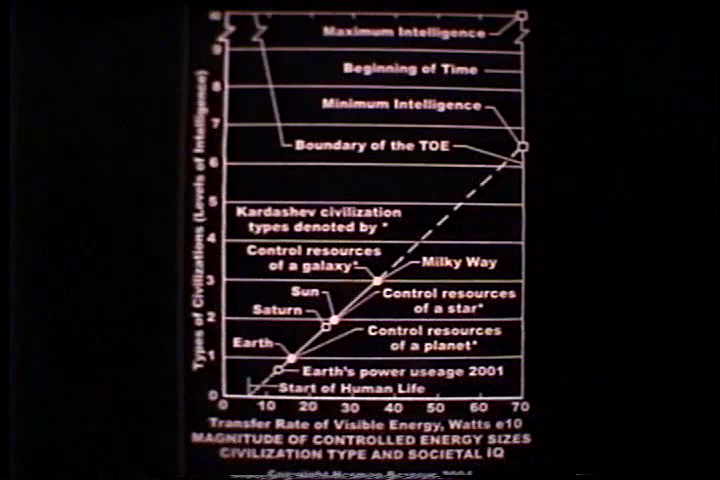 ∞
Maximum Intelligence
9
Beginning of Time
8
Minimum Intelligence
7
Boundary of the TOE
6
5
Kardashev civilization
types denoted by *
4
Control resources
of a galaxy*
Milky Way
3
Sun
Control resources
of a star*
Saturn
2
Earth
Control resources
of a planet*
1
Earth's power useage 2001
Start of Human Life
0
0 10 20 30 40 50 60 70
Types of Civilizations (Levels of Intelligence)
Transfer Rate of Visible Energy, Watts e10
MAGNITUDE OF CONTROLLED ENERGY SIZES
CIVILIZATION TYPE AND SOCIETAL IQ